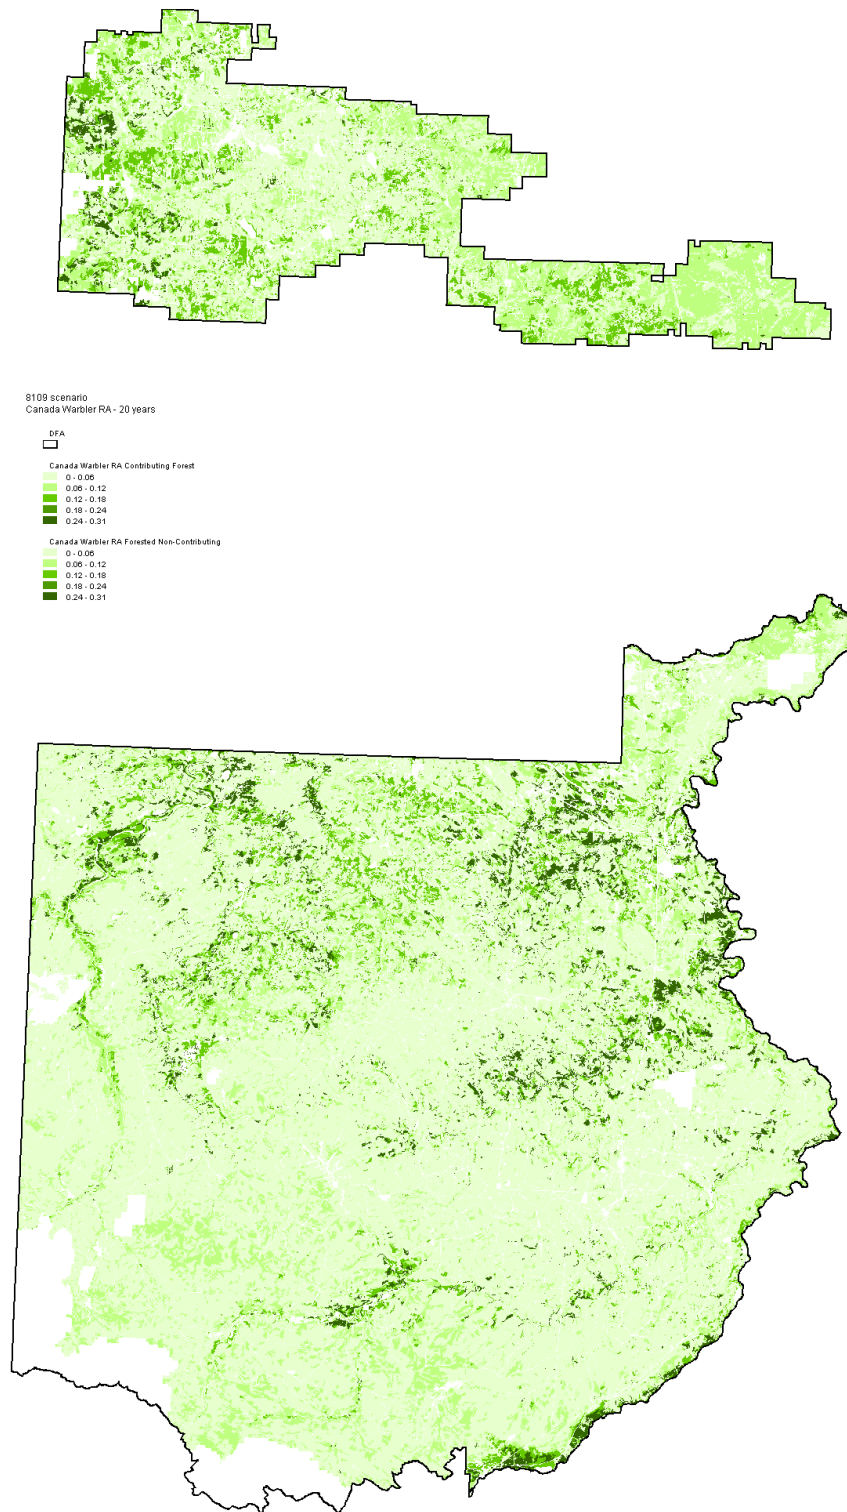 8109 scenario
Canada Warbler RA - 20 years
DFA
Canada Warbler RA Contributing Forest
0 - 0.06
0.06 - 0.12
0.12 - 0.18
0.18 - 0.24
0.24 - 0.31
Canada Warbler RA Forested Non-Contributing
0 - 0.06
0.06 - 0.12
0.12 - 0.18
0.18 - 0.24
0.24 - 0.31